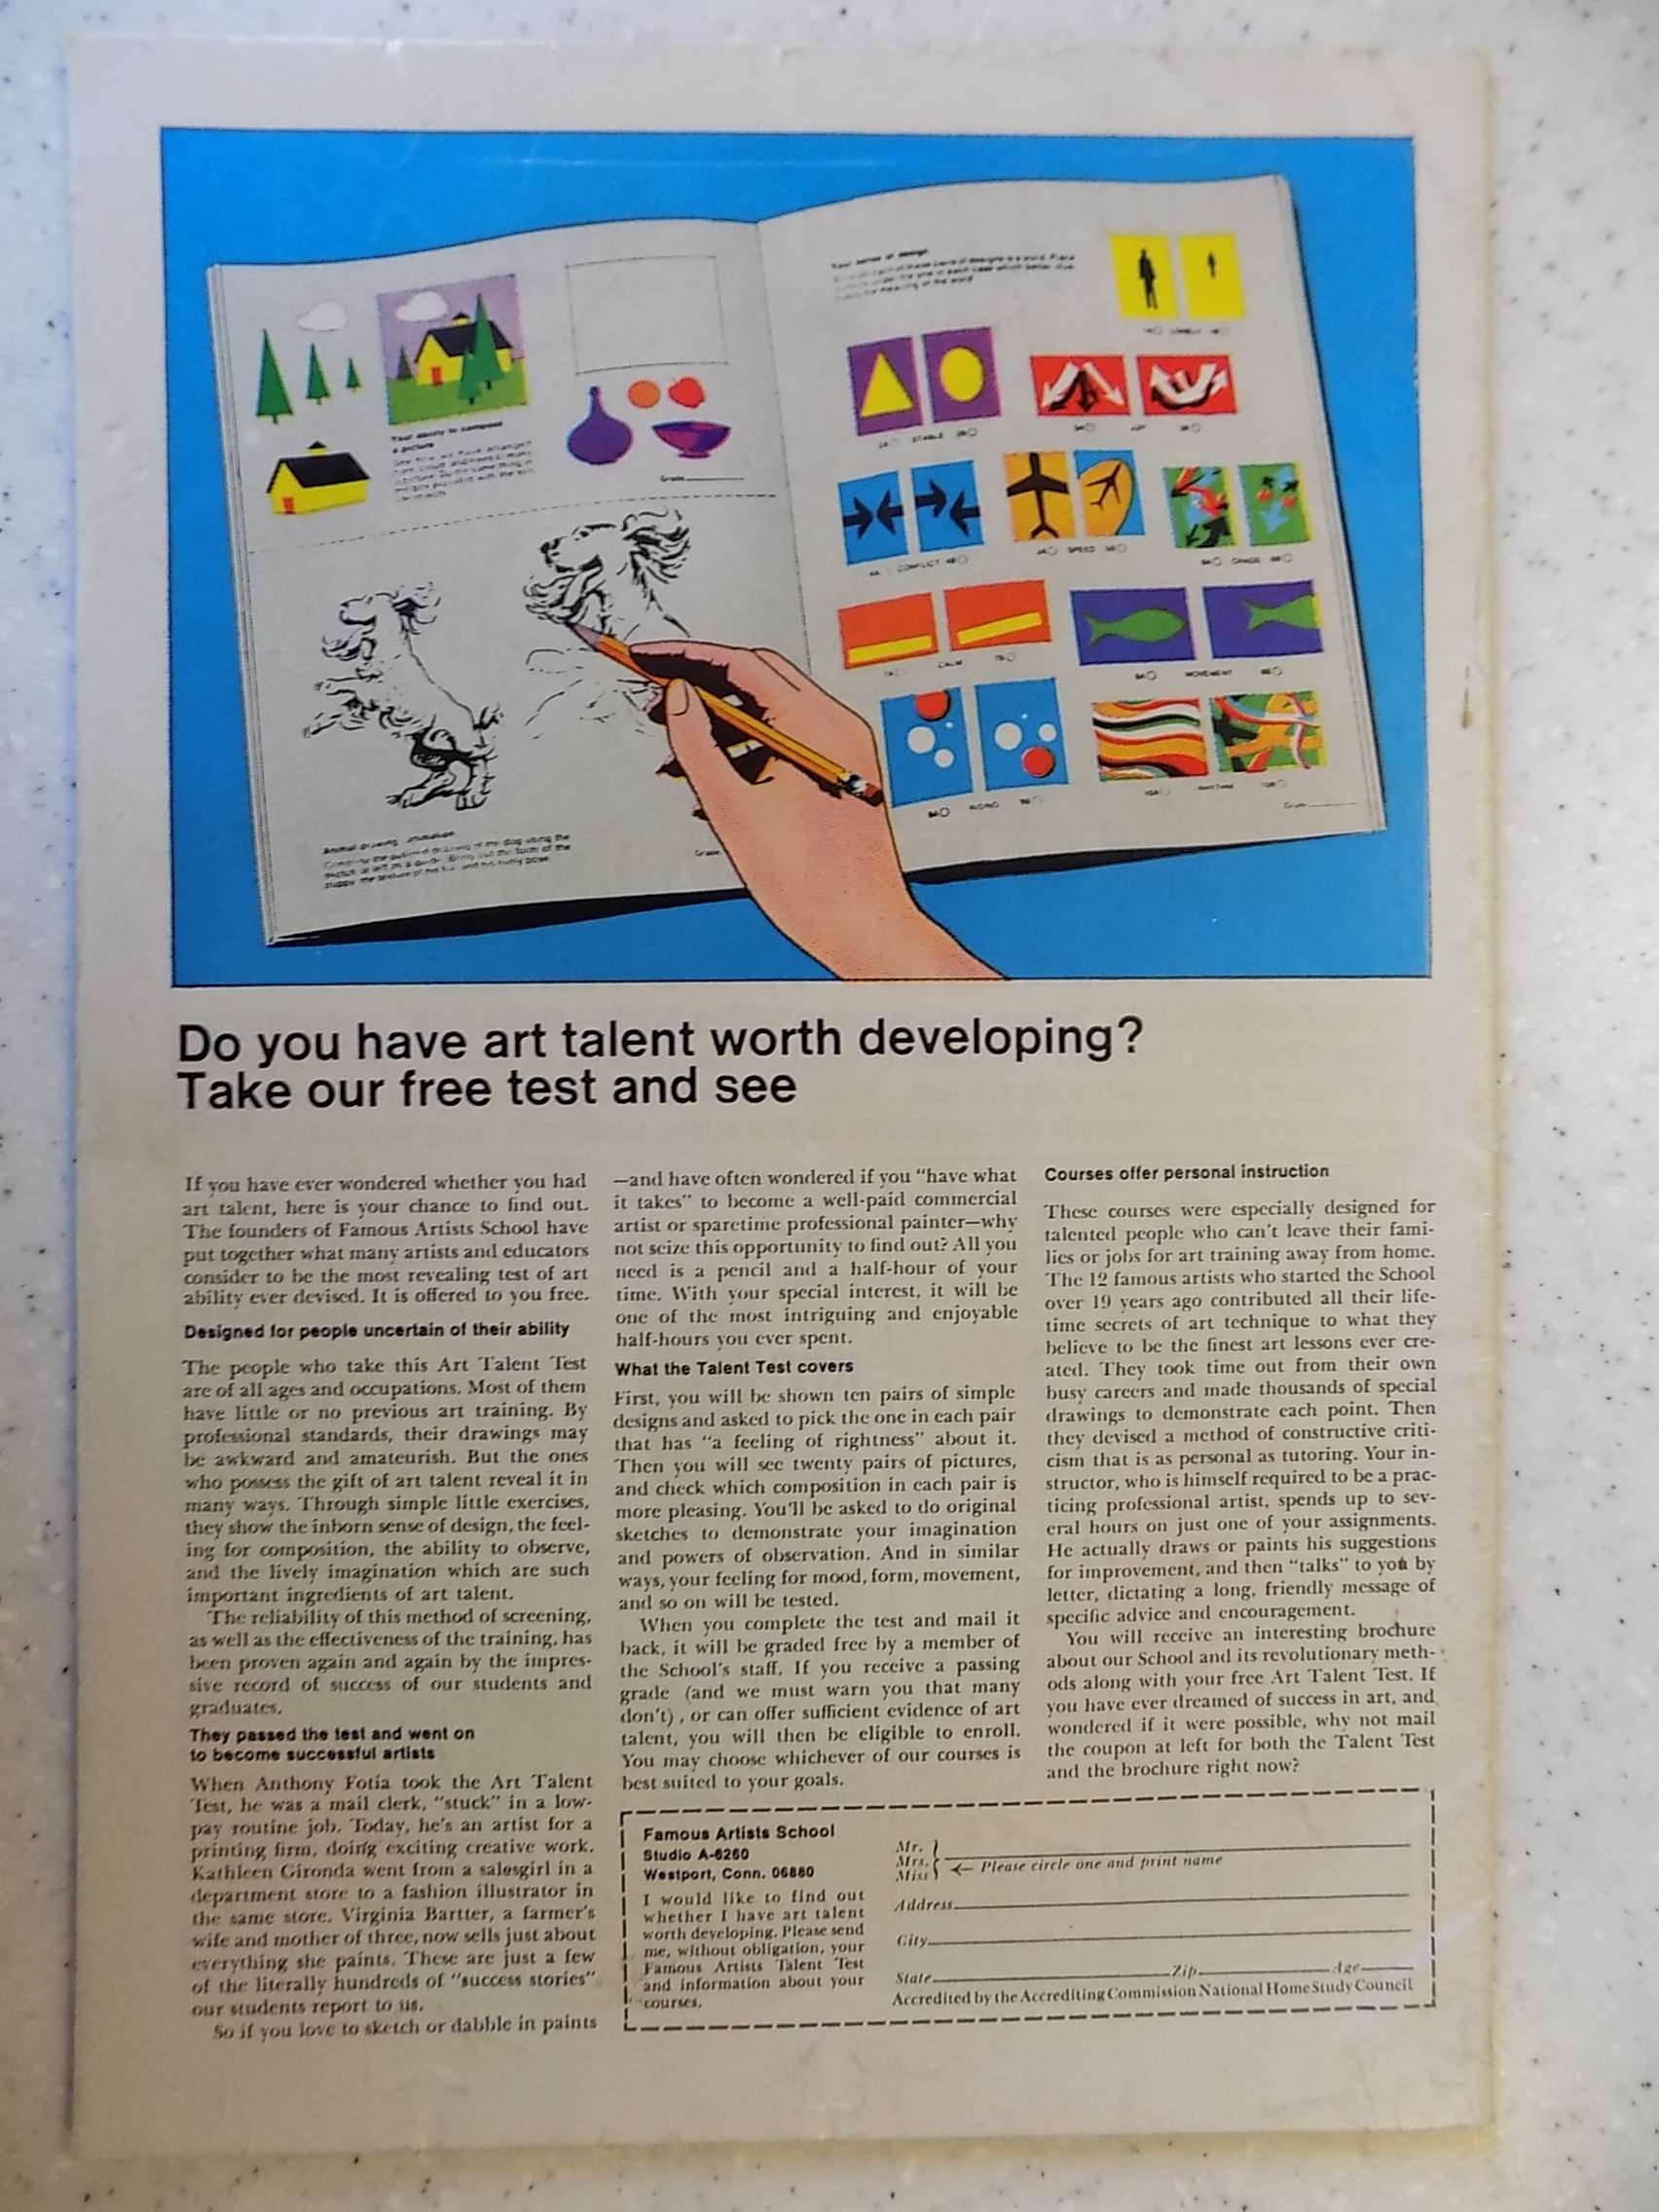 Your sense of design
LONELY
STABLE
JOY
CONFLICT
SPEED
CHAOS
CALM
MOVEMENT
RISING
RHYTHM
Your ability to compose
a picture
Grade
Animal drawing
Grade
Do you have art talent worth developing?
Take our free test and see
If you have ever wondered whether you had
art talent, here is your chance to find out.
The founders of Famous Artists School have
put together what many artists and educators
consider to be the most revealing test of art
ability ever devised. It is offered to you free.
Designed for people uncertain of their ability
The people who take this Art Talent Test
are of all ages and occupations. Most of them
have little or no previous art training. By
professional standards, their drawings may
be awkward and amateurish. But the ones
who possess the gift of art talent reveal it in
many ways. Through simple little exercises,
they show the inborn sense of design, the feel-
ing for composition, the ability to observe,
and the lively imagination which are such
important ingredients of art talent.
The reliability of this method of screening,
as well as the effectiveness of the training, has
been proven again and again by the impres-
sive record of success of our students and
graduates.
They passed the test and went on
to become successful artists
When Anthony Fotia took the Art Talent
Test, he was a mail clerk, "stuck" in a low-
pay routine job. Today, he's an artist for a
printing firm, doing exciting creative work.
Kathleen Gironda went from a salesgirl in a
department store to a fashion illustrator in
the same store. Virginia Bartter, a farmer's
wife and mother of three, now sells just about
everything she paints. These are just a few
of the literally hundreds of "success stories"
our students report to us.
So if you love to sketch or dabble in paints
—and have often wondered if you "have what
it takes" to become a well-paid commercial
artist or sparetime professional painter—why
not seize this opportunity to find out? All you
need is a pencil and a half-hour of your
time. With your special interest, it will be
one of the most intriguing and enjoyable
half-hours you ever spent.
What the Talent Test covers
First, you will be shown ten pairs of simple
designs and asked to pick the one in each pair
that has "a feeling of rightness" about it.
Then you will see twenty pairs of pictures,
and check which composition in each pair is
more pleasing. You'll be asked to do original
sketches to demonstrate your imagination
and powers of observation. And in similar
ways, your feeling for mood, form, movement,
and so on will be tested.
When you complete the test and mail it
back, it will be graded free by a member of
the School's staff. If you receive a passing
grade (and we must warn you that many
don't), or can offer sufficient evidence of art
talent, you will then be eligible to enroll.
You may choose whichever of our courses is
best suited to your goals.
Courses offer personal instruction
These courses were especially designed for
talented people who can't leave their fami-
lies or jobs for art training away from home.
The 12 famous artists who started the School
over 19 years ago contributed all their life-
time secrets of art technique to what they
believe to be the finest art lessons ever cre-
ated. They took time out from their own
busy careers and made thousands of special
drawings to demonstrate each point. Then
they devised a method of constructive criti-
cism that is as personal as tutoring. Your in-
structor, who is himself required to be a prac-
ticing professional artist, spends up to sev-
eral hours on just one of your assignments.
He actually draws or paints his suggestions
for improvement, and then "talks" to you by
letter, dictating a long, friendly message of
specific advice and encouragement.
You will receive an interesting brochure
about our School and its revolutionary meth-
ods along with your free Art Talent Test. If
you have ever dreamed of success in art, and
wondered if it were possible, why not mail
the coupon at left for both the Talent Test
and the brochure right now?
Famous Artists School
Studio A-6260
Westport, Conn. 06880
I would like to find out
whether I have art talent
worth developing. Please send
me, without obligation, your
Famous Artists Talent Test
and information about your
courses.
Mr.
Mrs.
Miss
← Please circle one and print name
Address
City
State Zip Age
Accredited by the Accrediting Commission National Home Study Council